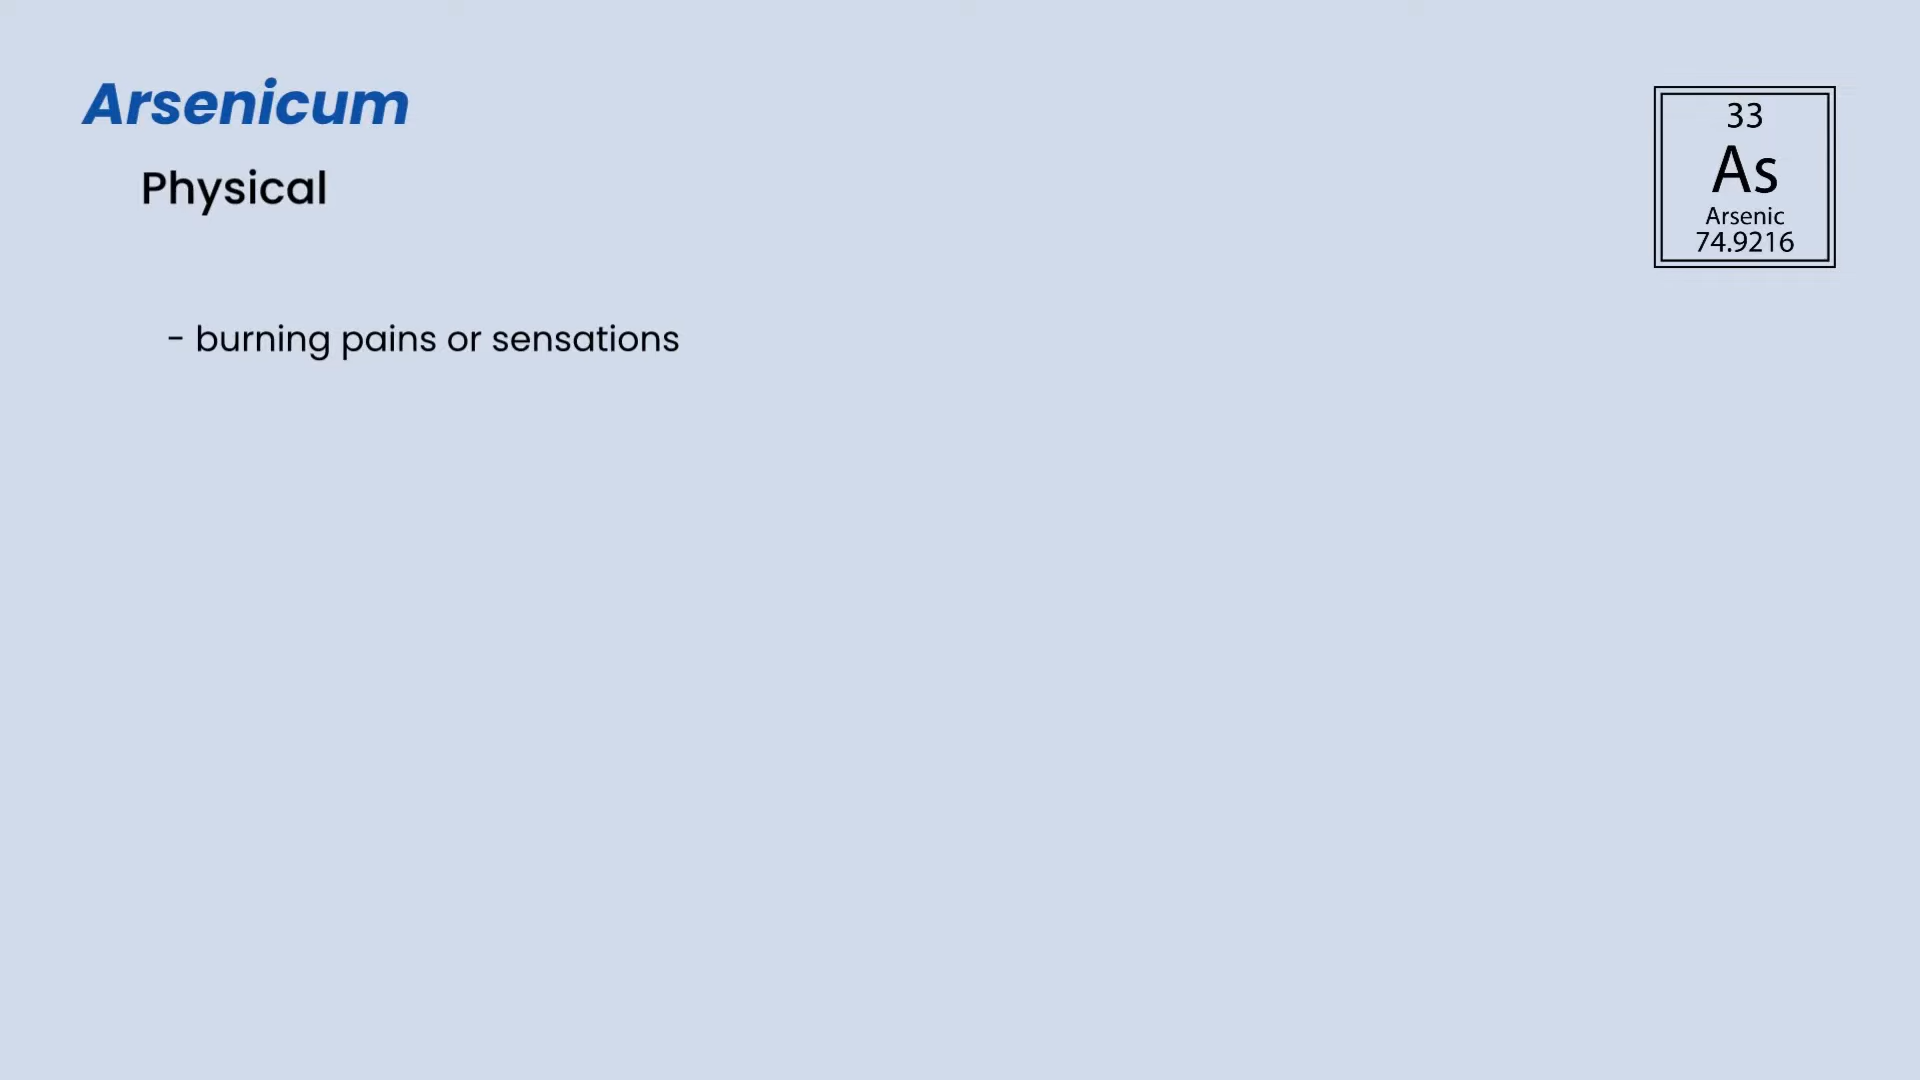 Arsenicum
Physical
- burning pains or sensations
33
As
Arsenic
74.9216